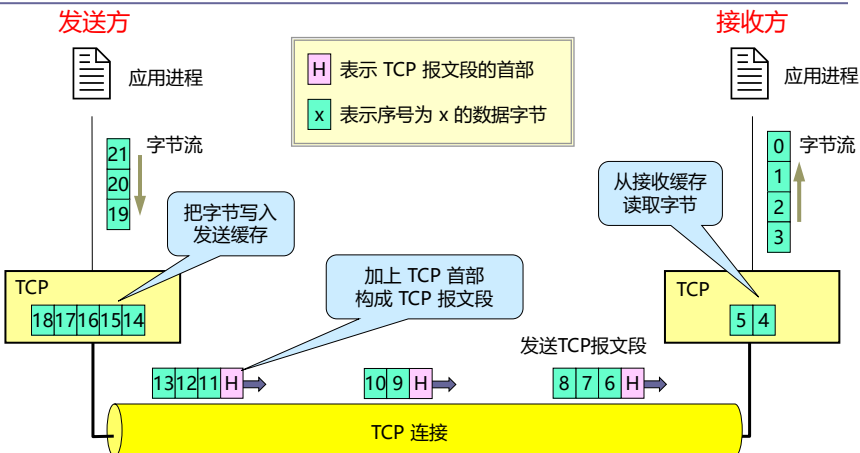 发送方
接收方
应用进程
H 表示 TCP 报文段的首部
x 表示序号为 x 的数据字节
应用进程
21
20
19
字节流
把字节写入
发送缓存
从接收缓存
读取字节
0
1
2
3
字节流
TCP
18 17 16 15 14
加上 TCP 首部
构成 TCP 报文段
TCP
5 4
发送TCP报文段
13 12 11 H
10 9 H
8 7 6 H
TCP 连接